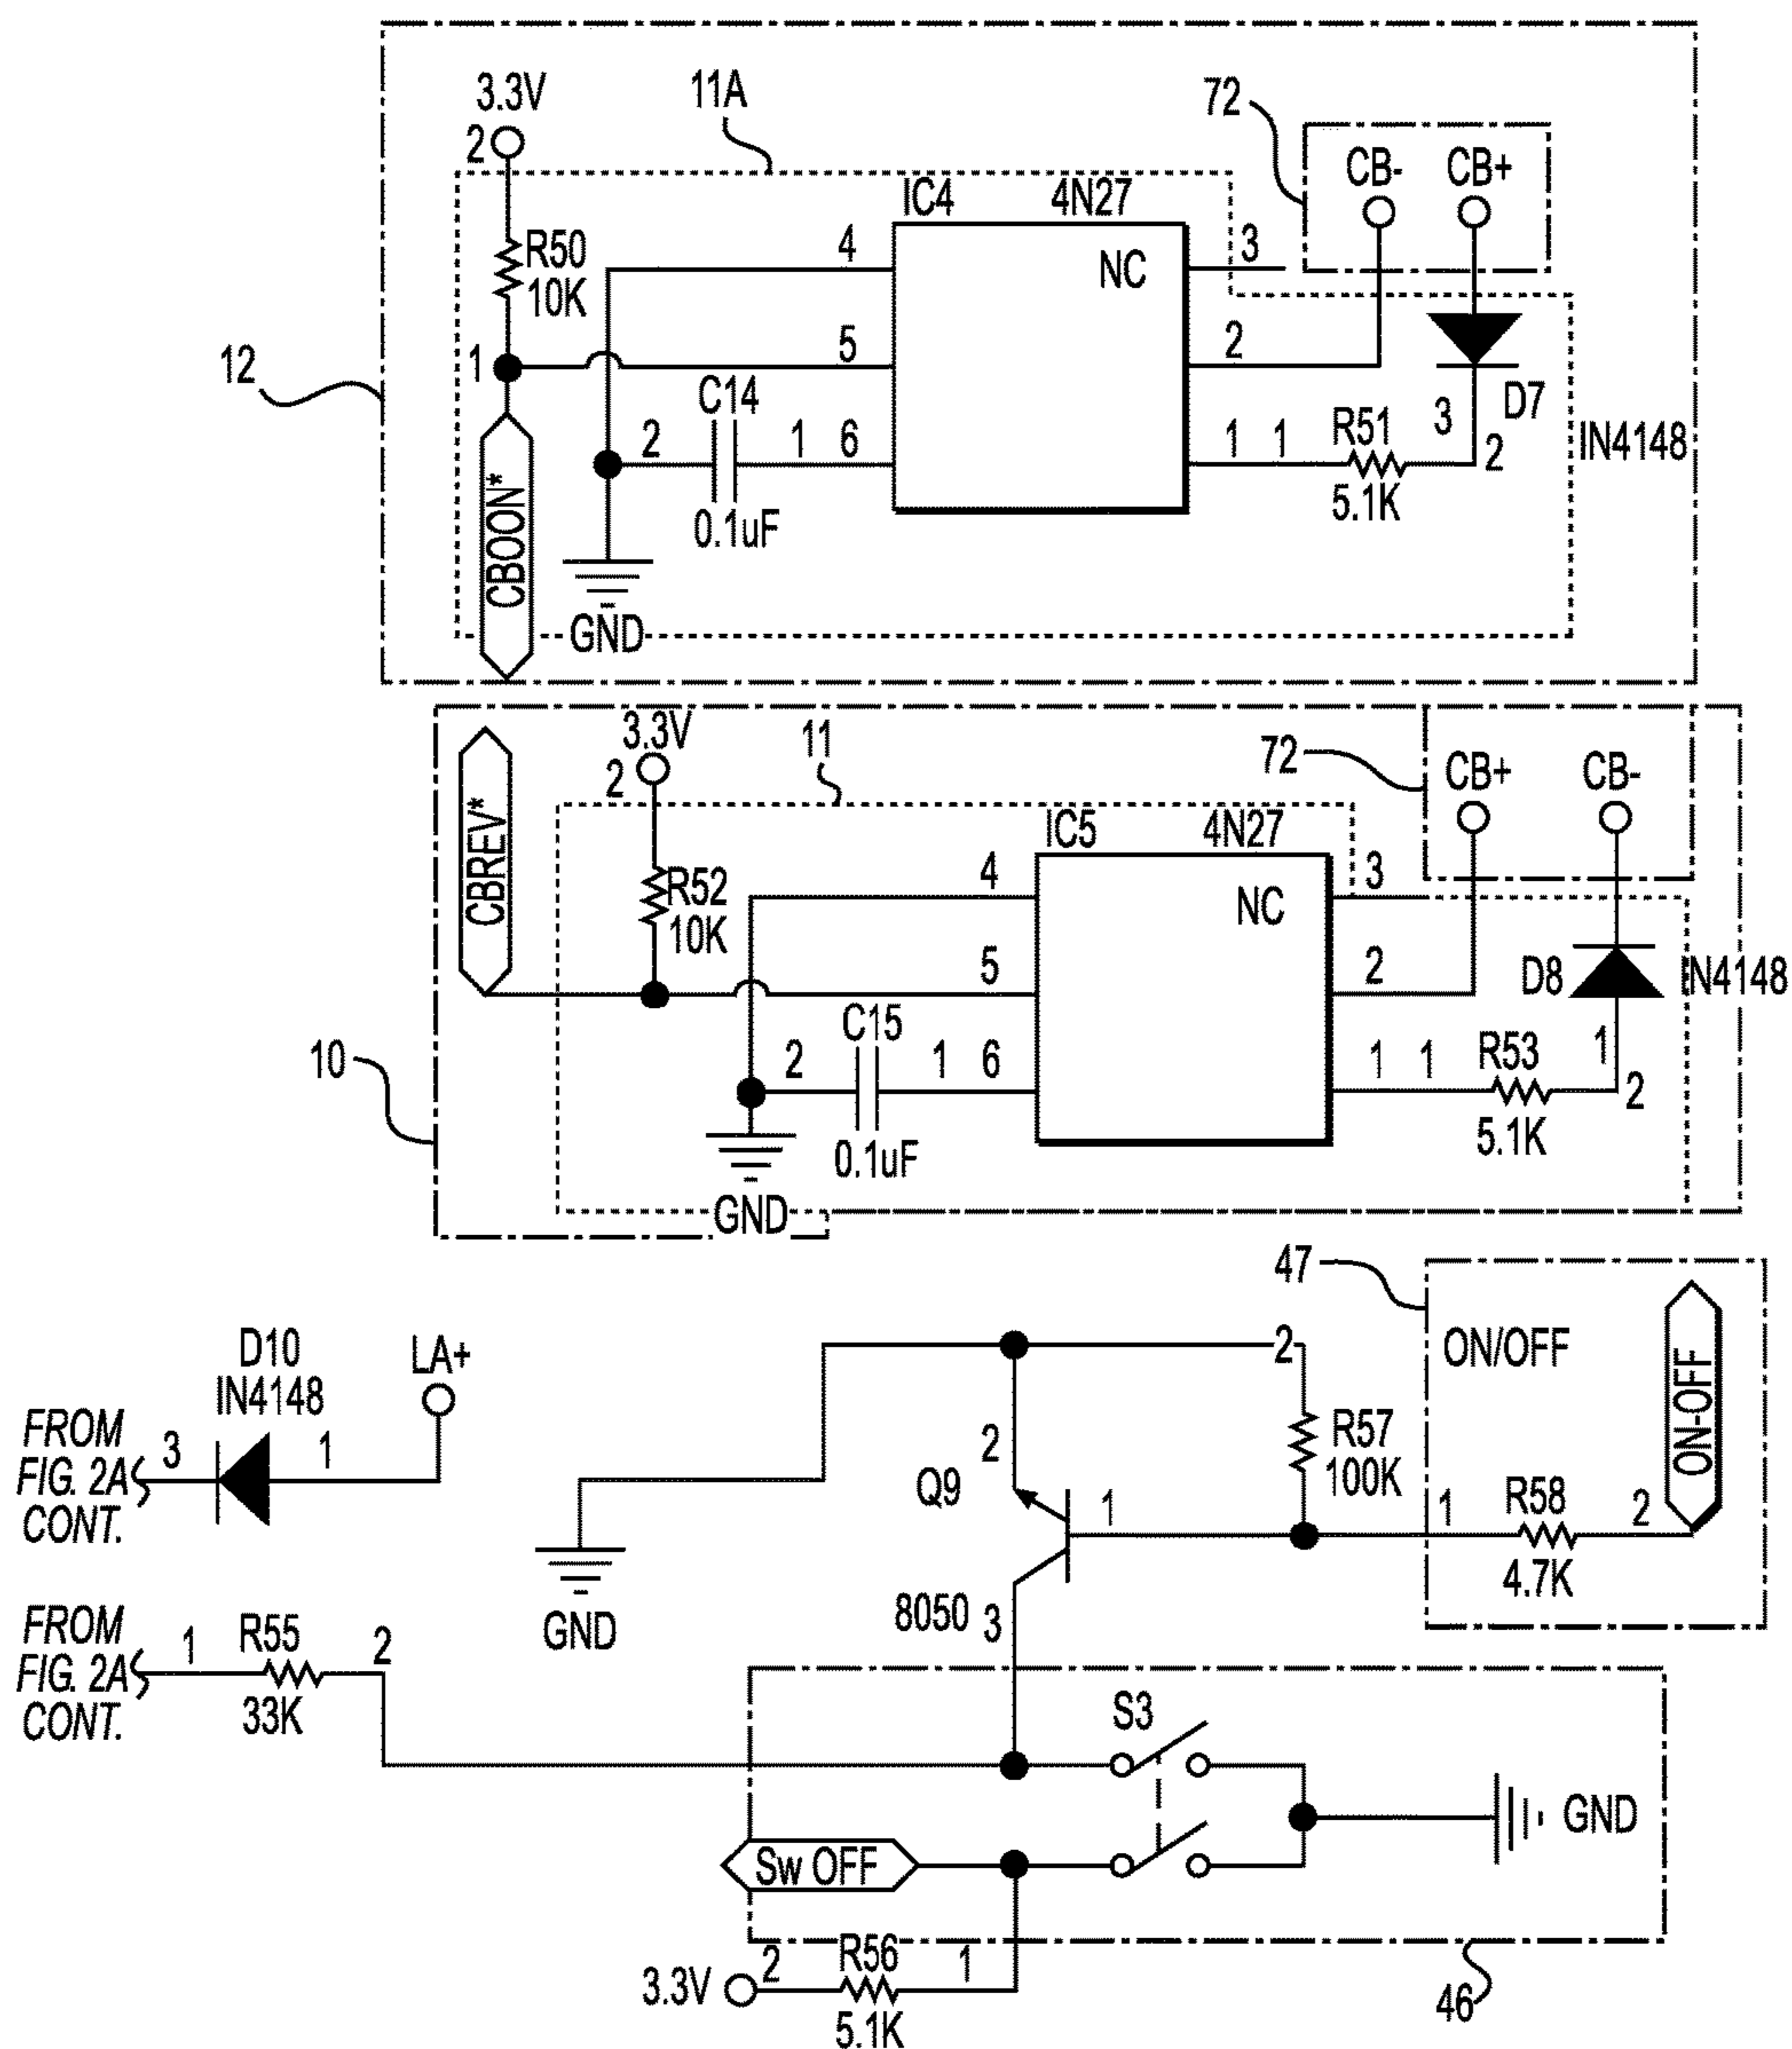 3.3V
2
11A
72
CB-
CB+
IC4
4N27
R50
10K
4
NC
3
12
1
5
2
C14
2
1
6
1
1
R51
5.1K
3
D7
2
IN4148
0.1uF
CBOON*
GND
CBREV*
3.3V
2
11
72
CB+
CB-
IC5
4N27
R52
10K
4
NC
3
5
2
D8
IN4148
C15
10
2
1
6
1
1
R53
5.1K
1
2
0.1uF
GND
47
ON/OFF
ON-OFF
D10
IN4148
LA+
2
FROM
FIG. 2A
CONT.
3
1
2
R57
100K
Q9
1
1
R58
2
4.7K
GND
8050
3
FROM
FIG. 2A
CONT.
1
R55
2
33K
S3
Sw OFF
GND
3.3V
2
R56
1
5.1K
46